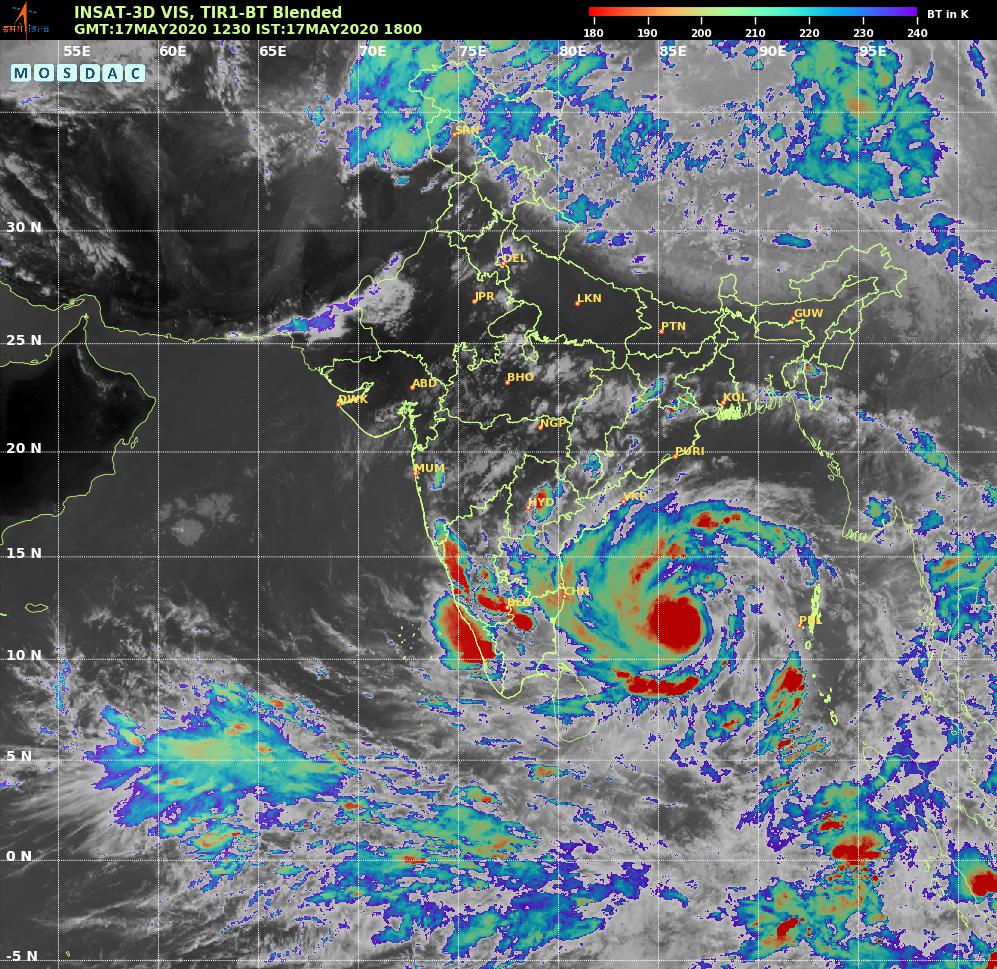 INSAT-3D VIS, TIR1-BT Blended
GMT:17MAY2020 1230 IST:17MAY2020 1800
180 190 200 210 220 230 240
BT in K
55E 60E 65E 70E 75E 80E 85E 90E 95E
MOSDAC
SRN
30 N
DEL
JPR
LKN
GUW
PTN
25 N
BHO
ABD
DWK
KOL
NGP
20 N
PURI
MUM
VKP
HYD
15 N
CHN
BLR
PBL
10 N
5 N
0 N
-5 N